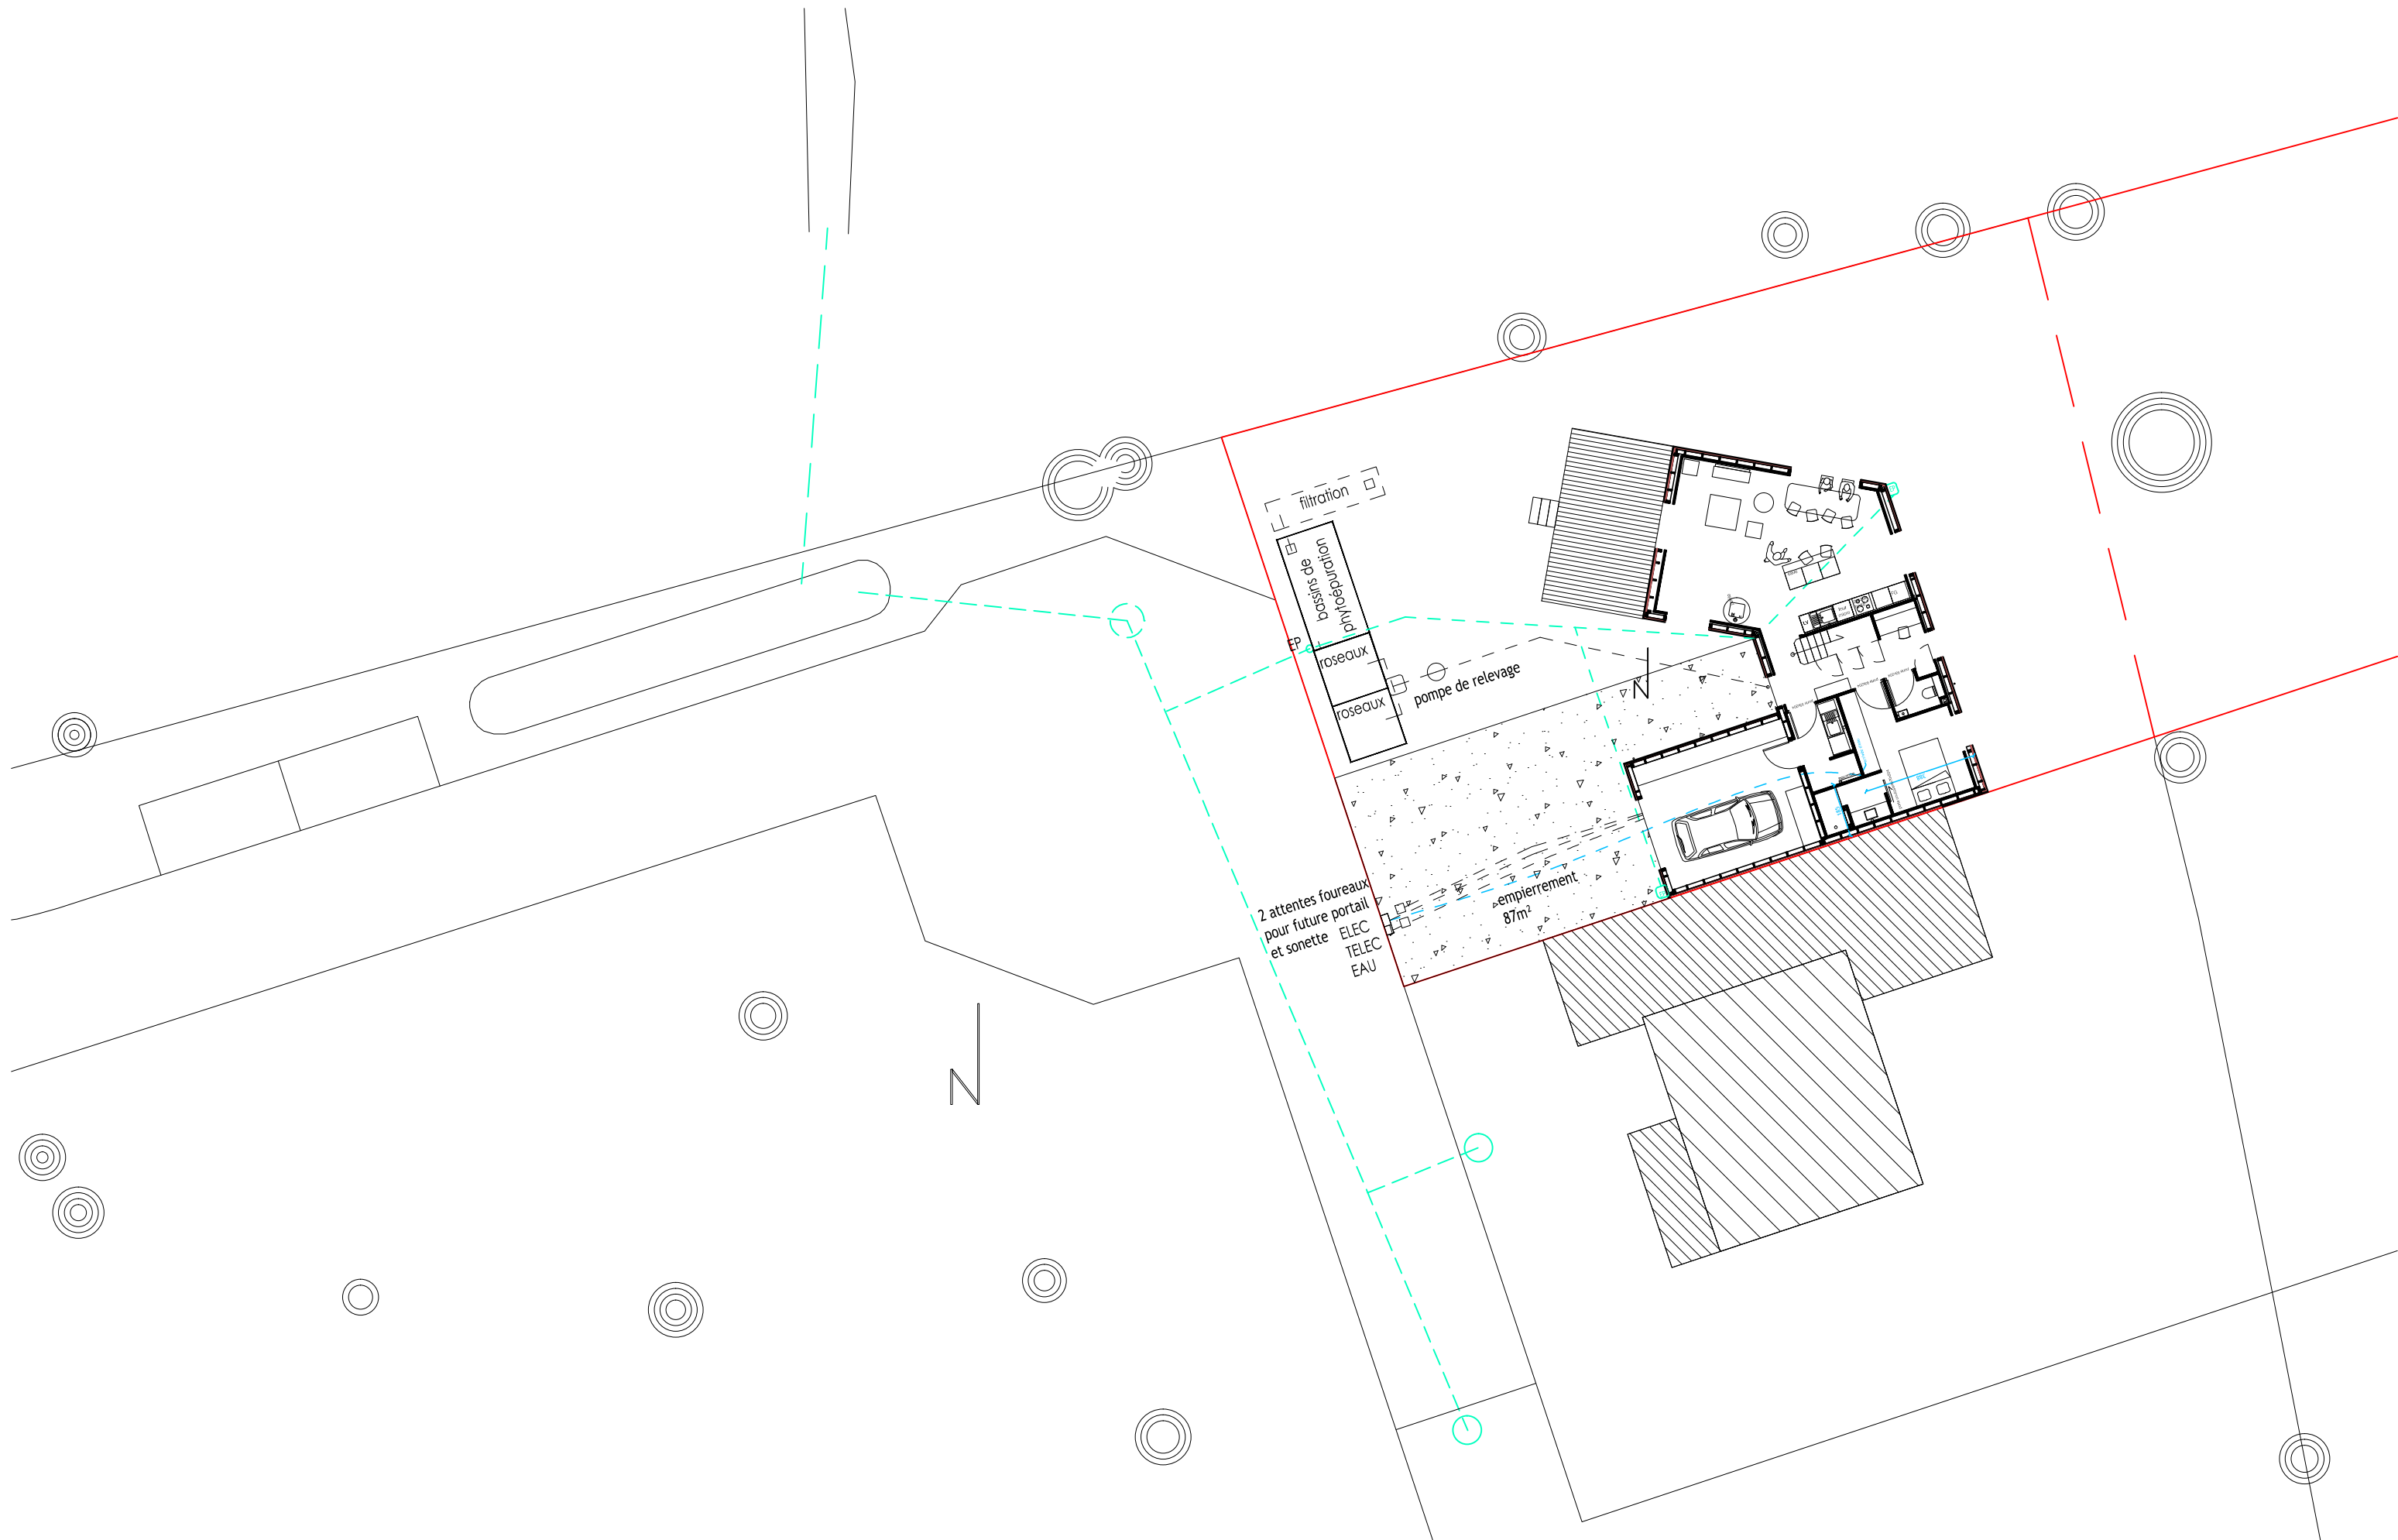 filtration
bassins de
phytoépuration
EP
roseaux
roseaux
pompe de relevage
N
LV
empierrement
87m²
2 attentes foureaux
pour future portail
et sonette
ELEC
TELEC
EAU
N